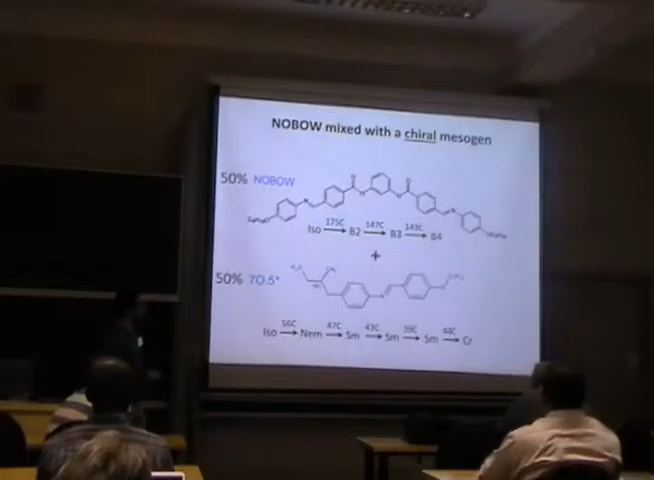 NOBOW mixed with a chiral mesogen
50% NOBOW
175C 147C 143C
Iso B2 B3 B4
+
50% 7O.5*
56C 47C 43C 39C 44C
Iso Nem Sm Sm Sm Cr